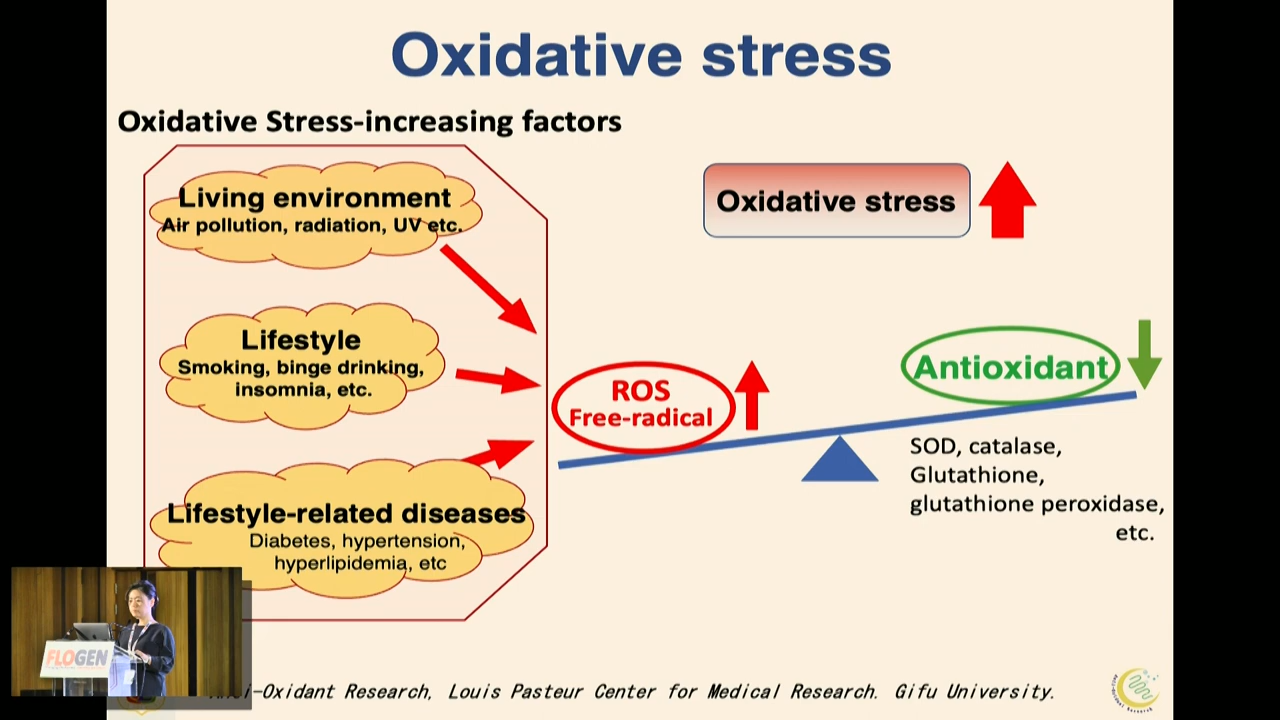 Oxidative stress
Oxidative Stress-increasing factors
Living environment
Air pollution, radiation, UV etc.
Lifestyle
Smoking, binge drinking,
insomnia, etc.
Lifestyle-related diseases
Diabetes, hypertension,
hyperlipidemia, etc
Oxidative stress
ROS
Free-radical
Antioxidant
SOD, catalase,
Glutathione,
glutathione peroxidase,
etc.
FLOGEN
-Oxidant Research, Louis Pasteur Center for Medical Research. Gifu University.